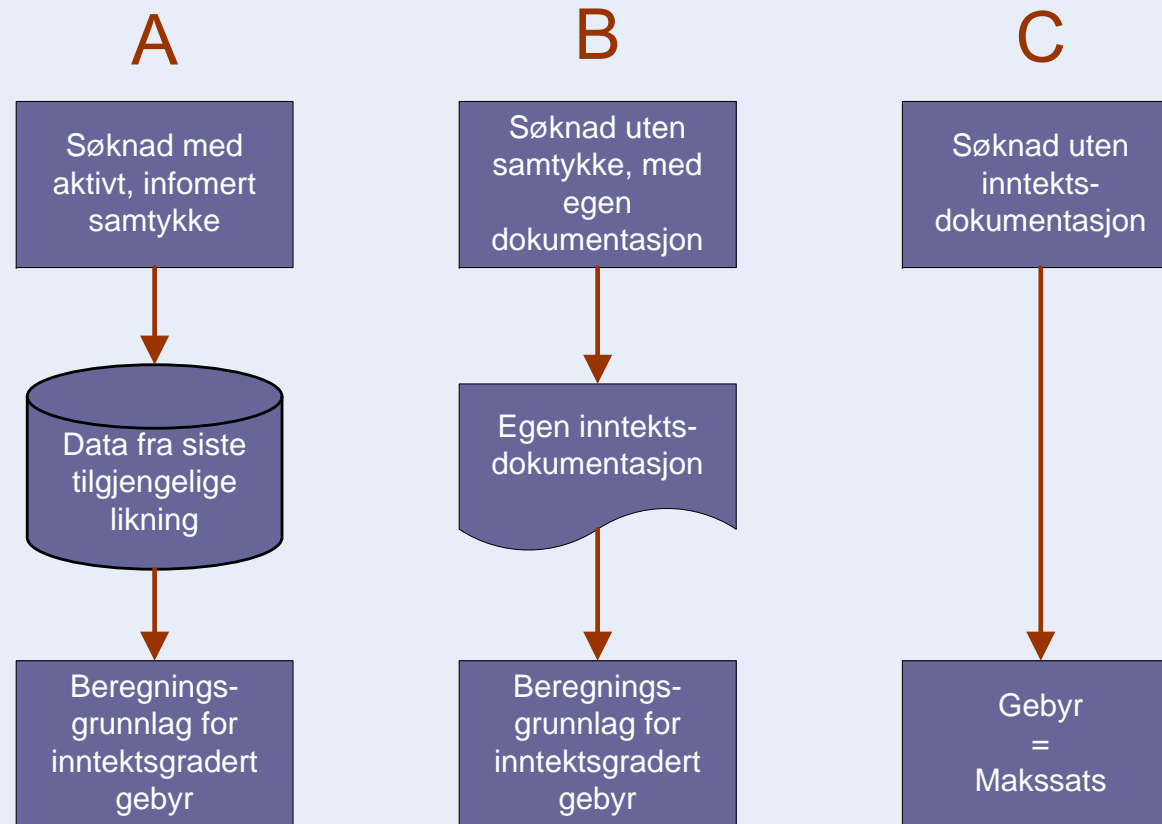 A
Søknad med
aktivt, infomert
samtykke
Data fra siste
tilgjengelige
likning
Beregnings-
grunnlag for
inntektsgradert
gebyr
B
Søknad uten
samtykke, med
egen
dokumentasjon
Egen inntekts-
dokumentasjon
Beregnings-
grunnlag for
inntektsgradert
gebyr
C
Søknad uten
inntekts-
dokumentasjon
Gebyr
=
Makssats